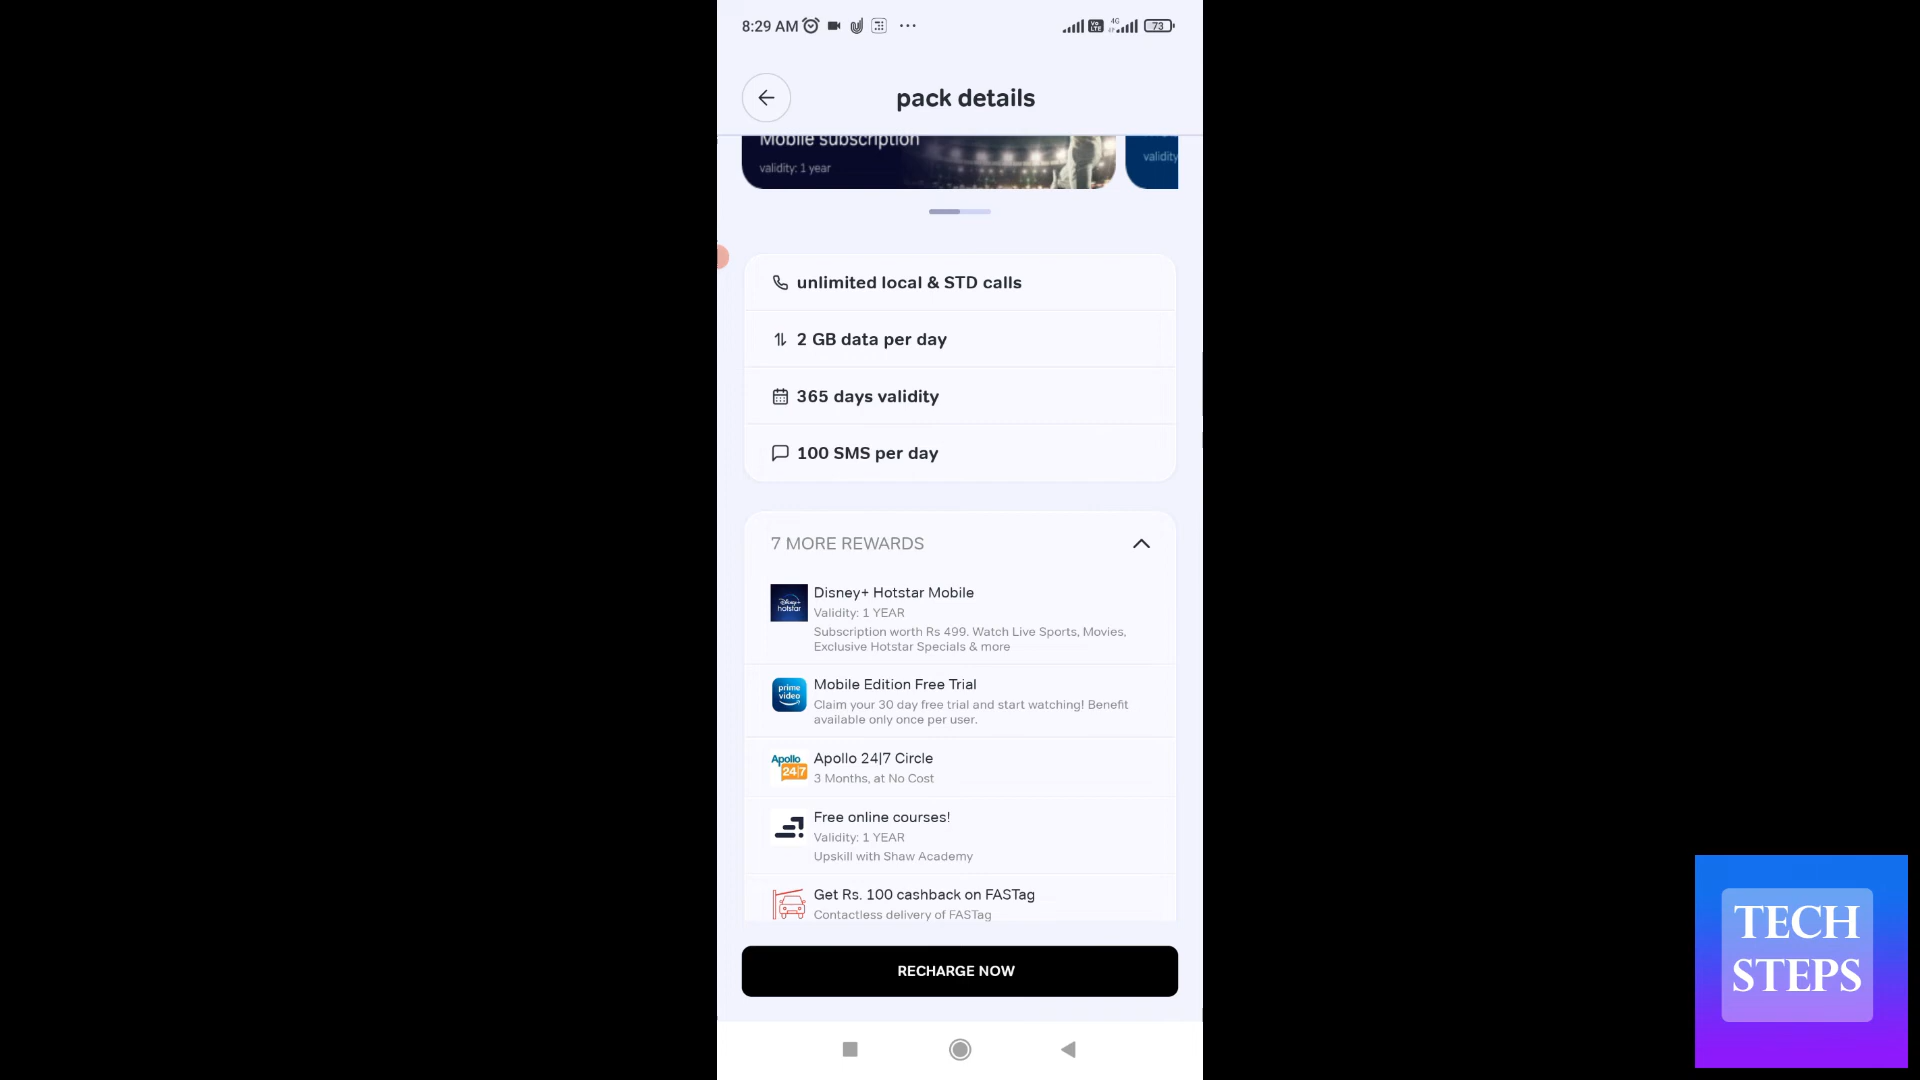 8:29 AM
4G
73
pack details
Mobile subscription
validity: 1 year
validity
unlimited local & STD calls
2 GB data per day
365 days validity
100 SMS per day
7 MORE REWARDS
Disney+ hotstar
Disney+ Hotstar Mobile
Validity: 1 YEAR
Subscription worth Rs 499. Watch Live Sports, Movies,
Exclusive Hotstar Specials & more
prime video
Mobile Edition Free Trial
Claim your 30 day free trial and start watching! Benefit
available only once per user.
Apollo 24|7
Apollo 24|7 Circle
3 Months, at No Cost
Free online courses!
Validity: 1 YEAR
Upskill with Shaw Academy
Get Rs. 100 cashback on FASTag
Contactless delivery of FASTag
RECHARGE NOW
TECH
STEPS